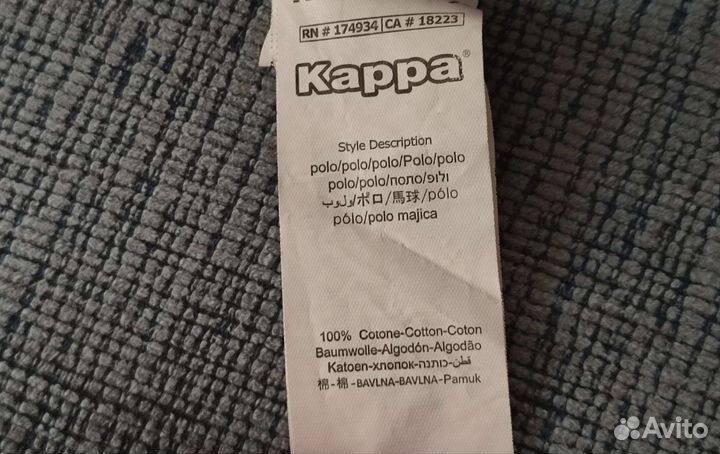 RN # 174934 CA # 18223
Kappa®
Style Description
polo/polo/polo/Polo/polo
polo/polo/поло/פולו
بولو/ポロ/馬球/pólo
pólo/polo majica
100% Cotone-Cotton-Coton
Baumwolle-Algodón-Algodão
Katoen-хлопок-כותנה-قطن
棉-棉-BAVLNA-BAVLNA-Pamuk
Avito